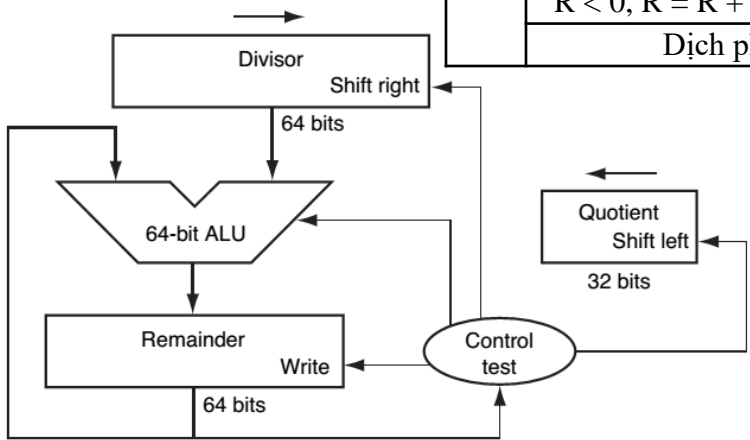 R < 0, R = R +
Dịch
Divisor
Shift right
64 bits
64-bit ALU
Quotient
Shift left
32 bits
Remainder
Write
64 bits
Control
test